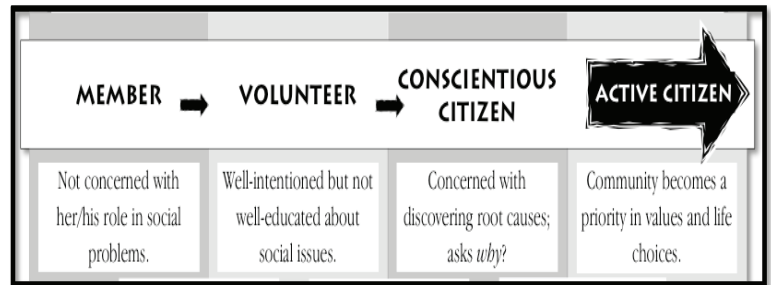 MEMBER
VOLUNTEER
CONSCIENTIOUS
CITIZEN
ACTIVE CITIZEN
Not concerned with
her/his role in social
problems.
Well-intentioned but not
well-educated about
social issues.
Concerned with
discovering root causes;
asks why?
Community becomes a
priority in values and life
choices.